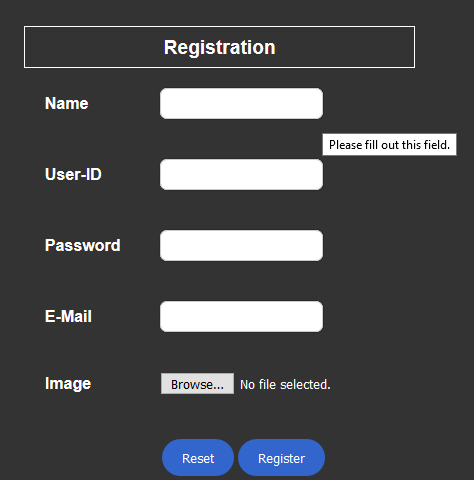 Registration
Name
Please fill out this field.
User-ID
Password
E-Mail
Image Browse... No file selected.
Reset Register